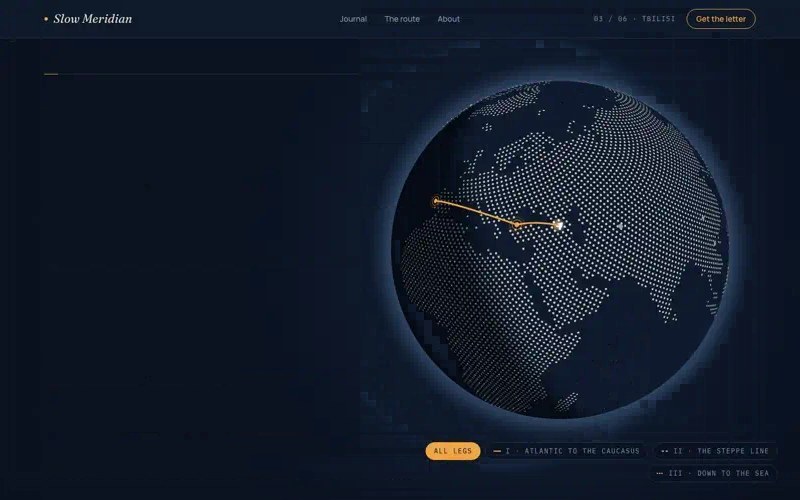 Slow Meridian
Journal The route About
03 / 06 · TBILISI
Get the letter
ALL LEGS
I · ATLANTIC TO THE CAUCASUS
II · THE STEPPE LINE
III · DOWN TO THE SEA